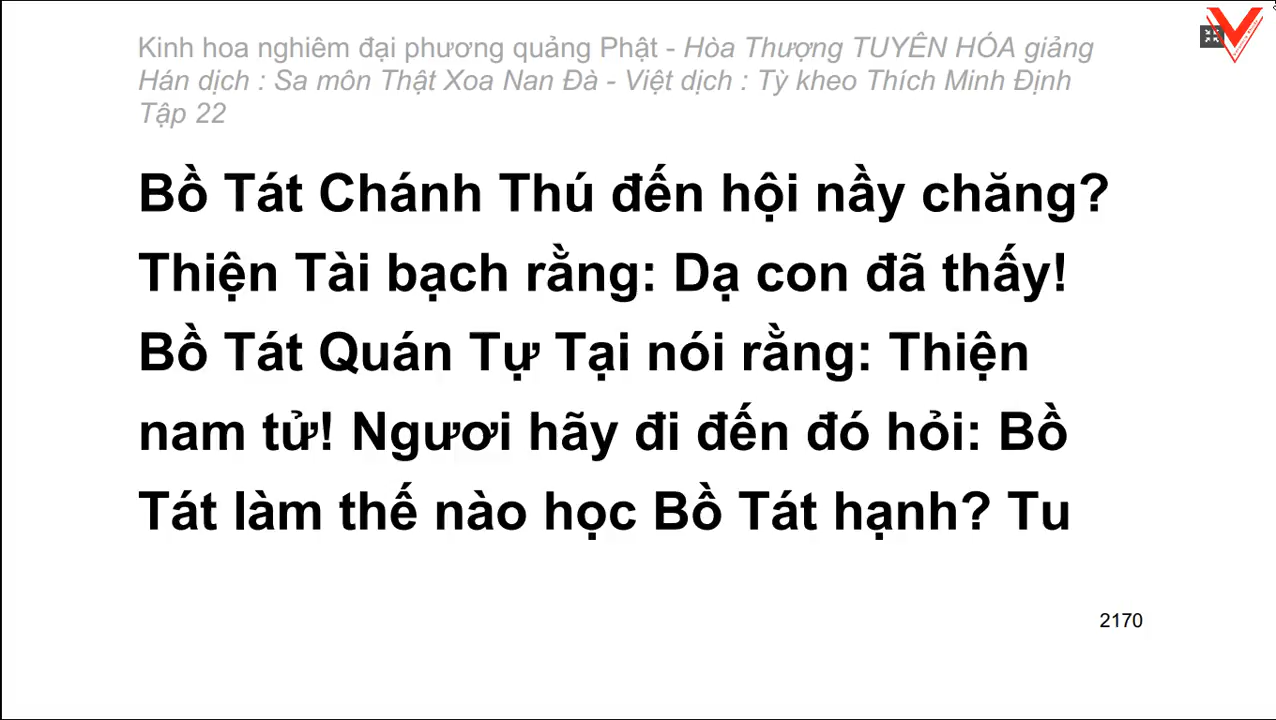 Kinh hoa nghiêm đại phương quảng Phật - Hòa Thượng TUYÊN HÓA giảng
Hán dịch : Sa môn Thật Xoa Nan Đà - Việt dịch : Tỳ kheo Thích Minh Định
Tập 22
Bồ Tát Chánh Thú đến hội nầy chăng?
Thiện Tài bạch rằng: Dạ con đã thấy!
Bồ Tát Quán Tự Tại nói rằng: Thiện
nam tử! Ngươi hãy đi đến đó hỏi: Bồ
Tát làm thế nào học Bồ Tát hạnh? Tu
2170